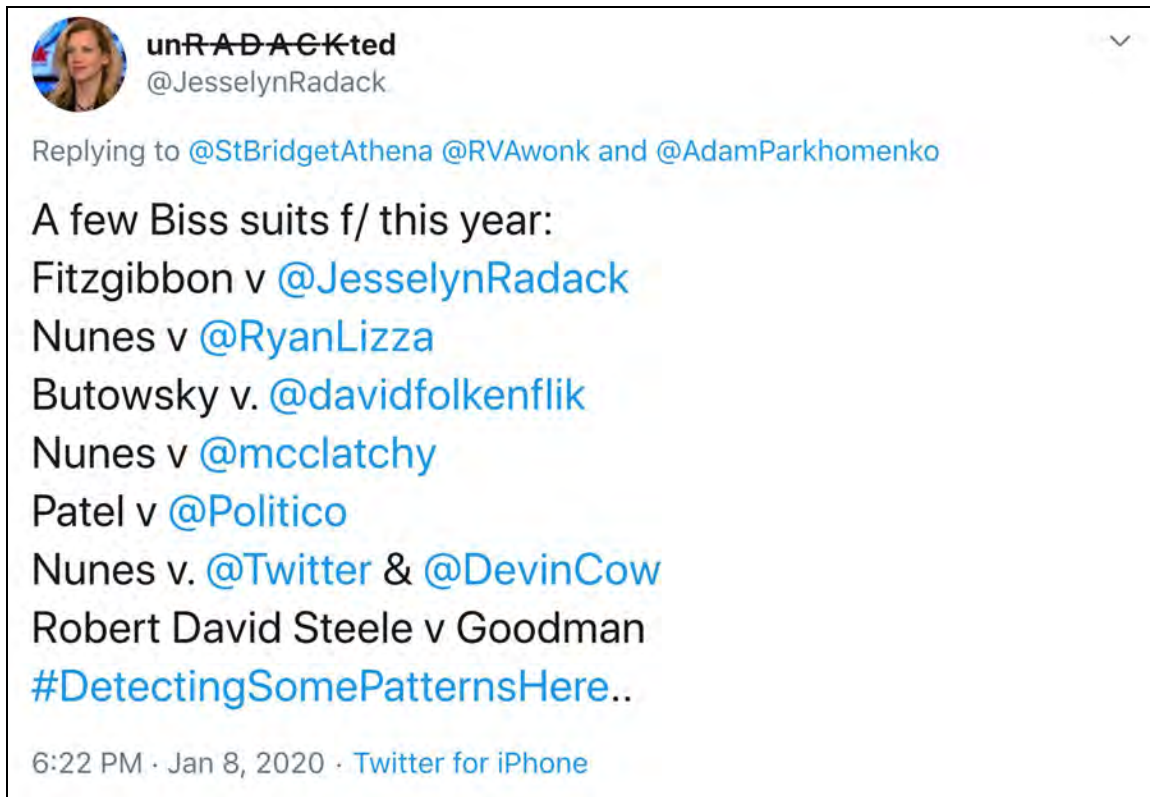 unR A D A C K ted
@JesselynRadack
Replying to @StBridgetAthena @RVAwonk and @AdamParkhomenko
A few Biss suits f/ this year:
Fitzgibbon v @JesselynRadack
Nunes v @RyanLizza
Butowsky v. @davidfolkenflik
Nunes v @mcclatchy
Patel v @Politico
Nunes v. @Twitter & @DevinCow
Robert David Steele v Goodman
#DetectingSomePatternsHere..
6:22 PM · Jan 8, 2020 · Twitter for iPhone